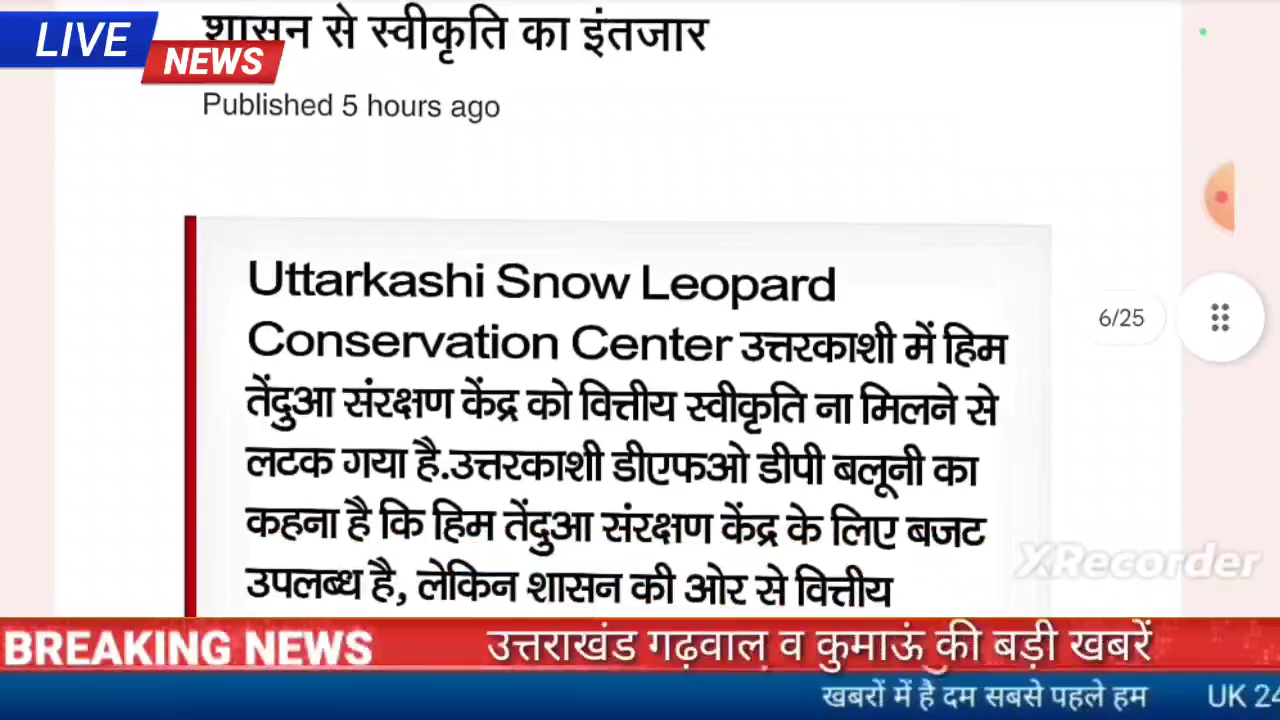 LIVE
NEWS
शासन से स्वीकृति का इंतजार
Published 5 hours ago
Uttarkashi Snow Leopard
Conservation Center उत्तरकाशी में हिम
तेंदुआ संरक्षण केंद्र को वित्तीय स्वीकृति ना मिलने से
लटक गया है.उत्तरकाशी डीएफओ डीपी बलूनी का
कहना है कि हिम तेंदुआ संरक्षण केंद्र के लिए बजट
उपलब्ध है, लेकिन शासन की ओर से वित्तीय
6/25
XRecorder
BREAKING NEWS
उत्तराखंड गढ़वाल व कुमाऊं की बड़ी खबरें
खबरों में है दम सबसे पहले हम
UK 24